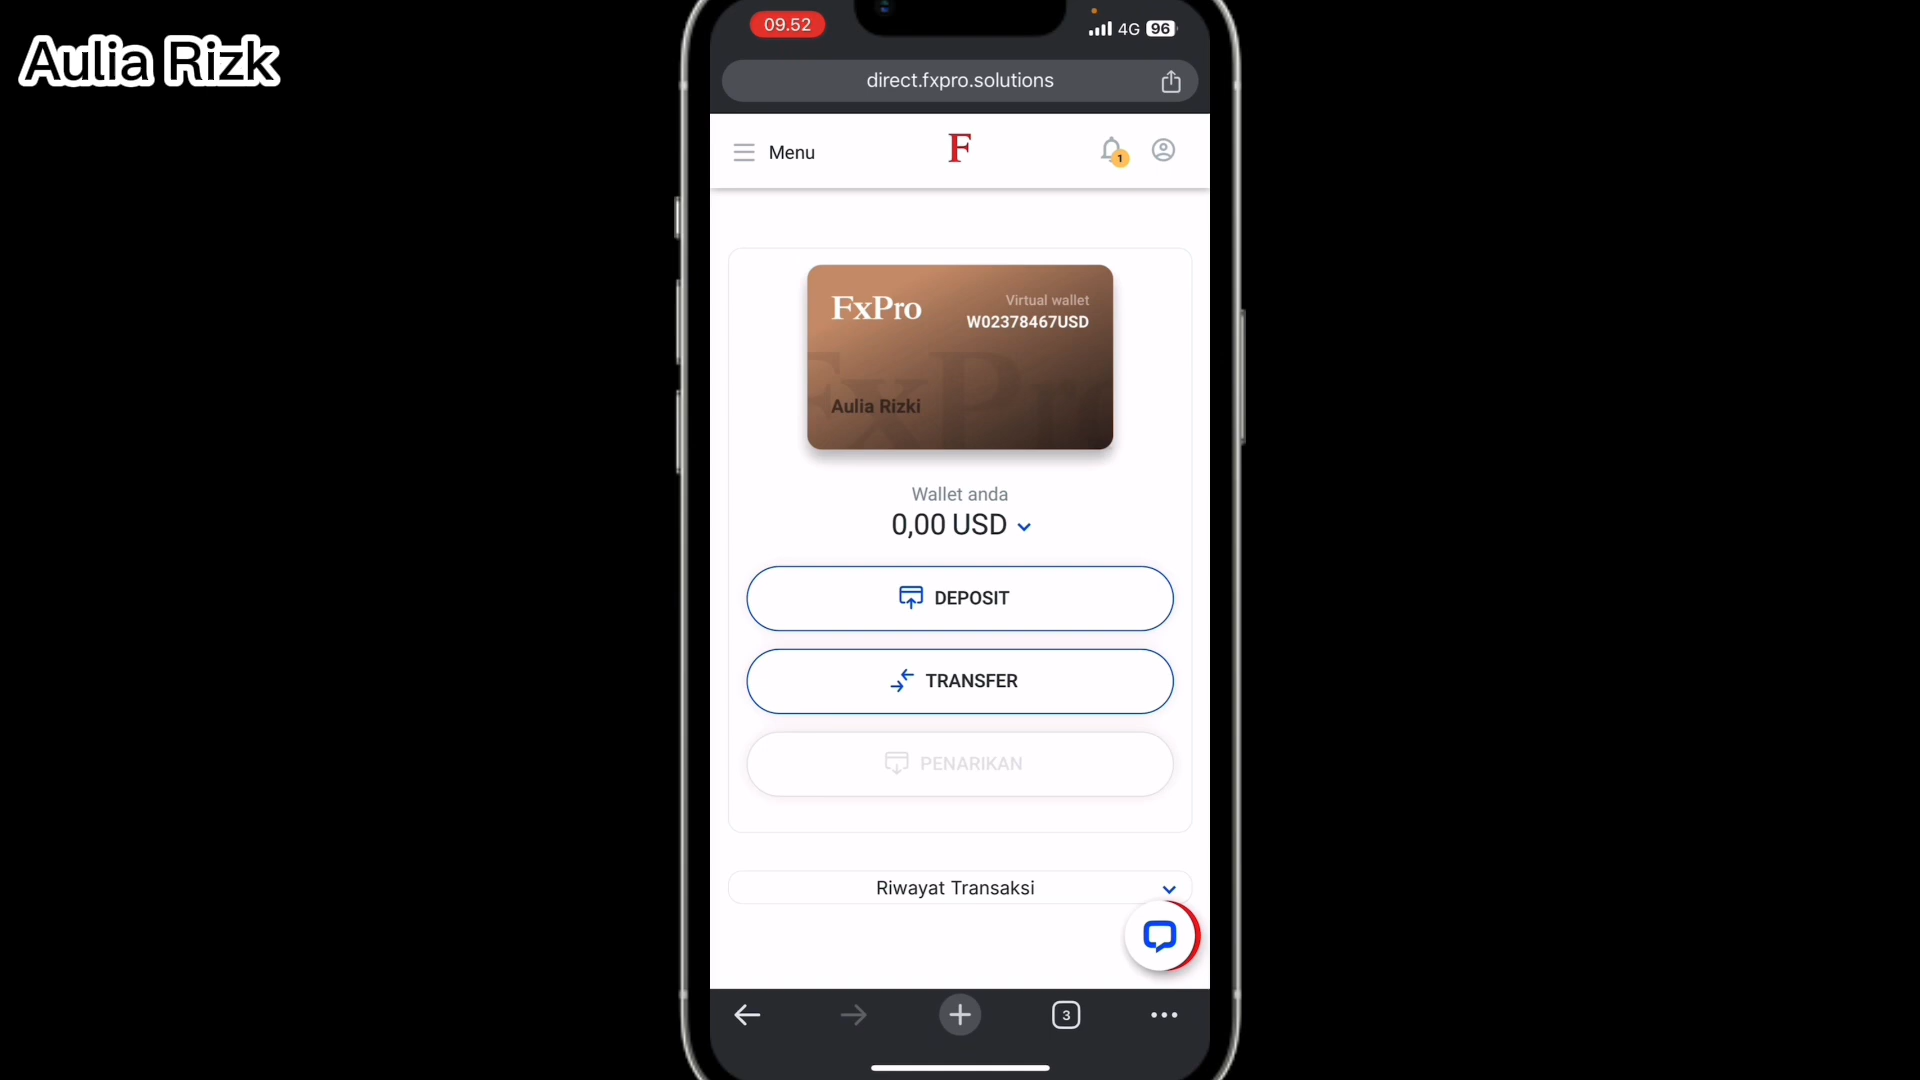 Aulia Rizk
09.52
4G 96
direct.fxpro.solutions
Menu
F
1
FxPro
Virtual wallet
W02378467USD
FxPro
Aulia Rizki
Wallet anda
0,00 USD
DEPOSIT
TRANSFER
PENARIKAN
Riwayat Transaksi
3